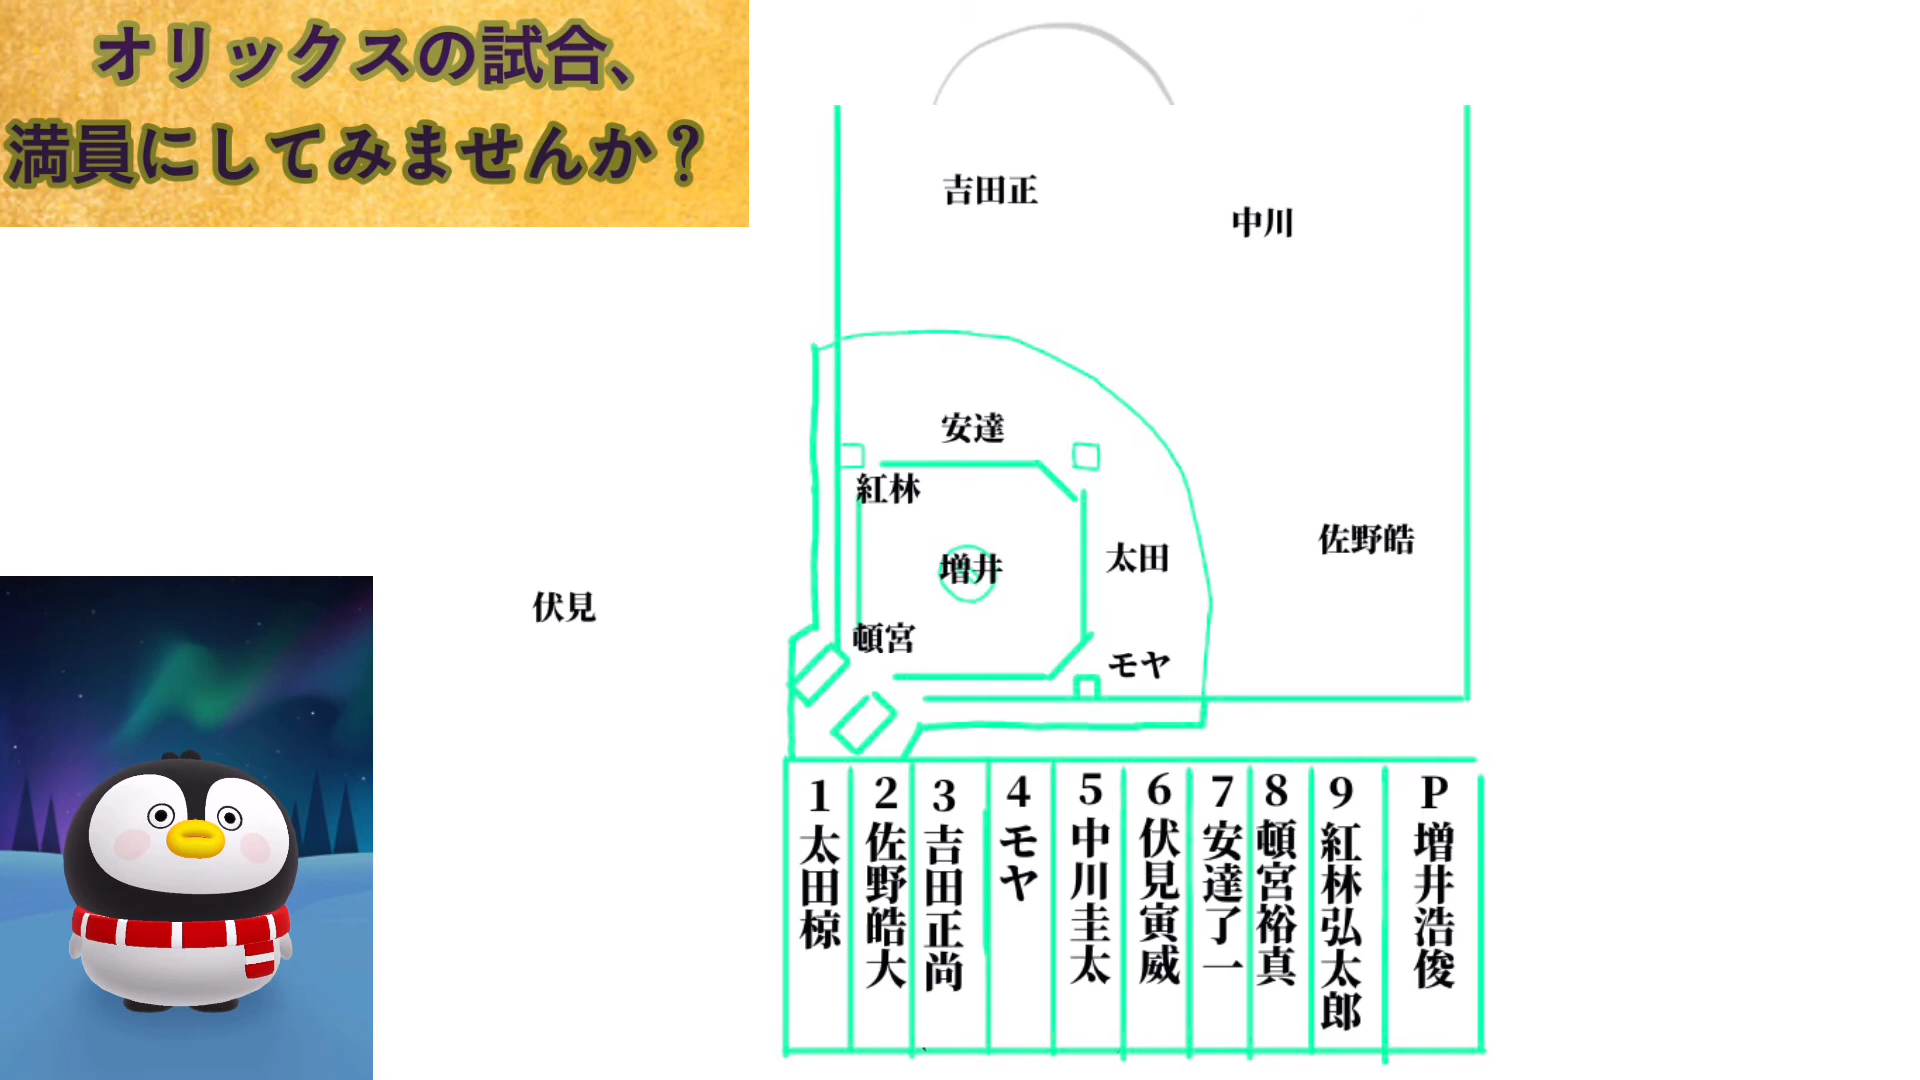 オリックスの試合、
満員にしてみませんか？
吉田正
中川
安達
紅林
増井
太田
佐野皓
伏見
頓宮
モヤ
1 太田椋
2 佐野皓大
3 吉田正尚
4 モヤ
5 中川圭太
6 伏見寅威
7 安達了一
8 頓宮裕真
9 紅林弘太郎
P 増井浩俊